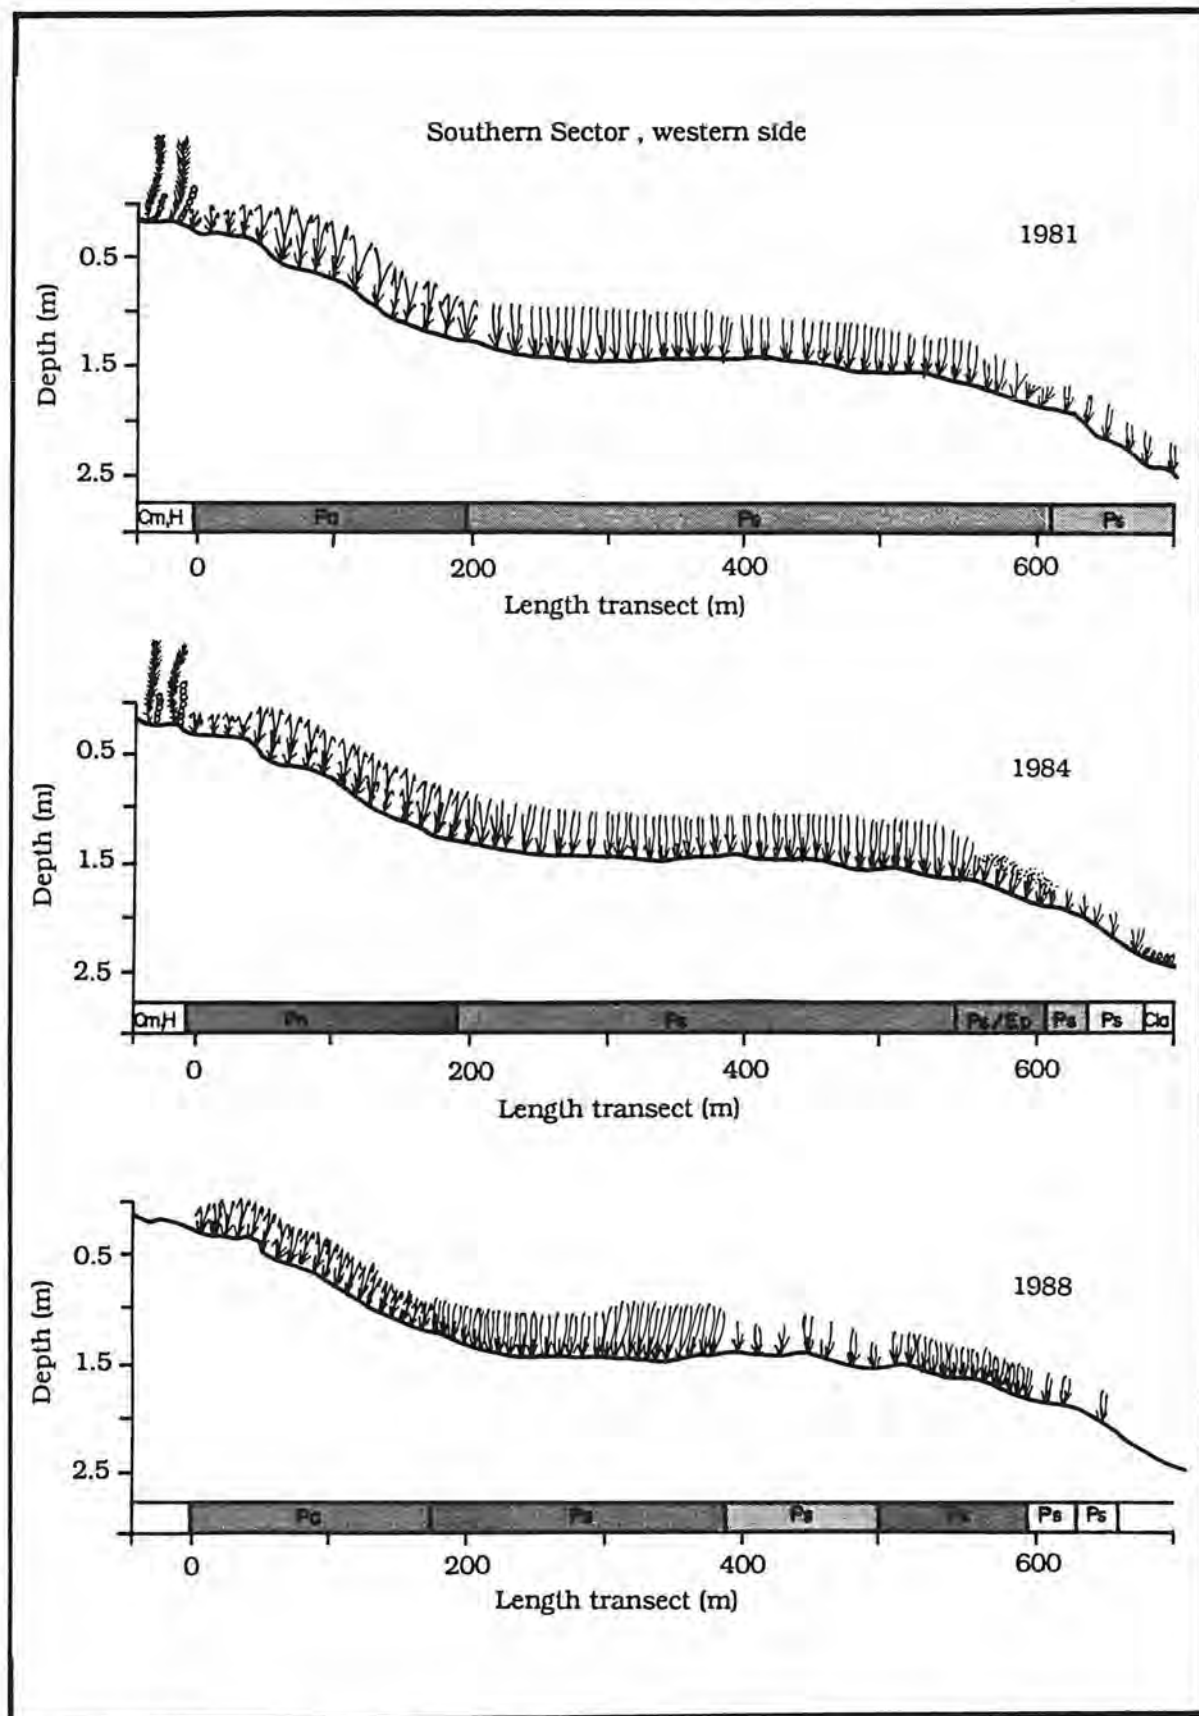 Southern Sector , western side
1981
Depth (m)
0.5
1.5
2.5
Cm,H
Pa
Ps
Ps
0
200
400
600
Length transect (m)
1984
Depth (m)
0.5
1.5
2.5
Cm/H
Ps
Ps/Ep
Ps
Ps
Cla
0
200
400
600
Length transect (m)
1988
Depth (m)
0.5
1.5
2.5
Pa
Ps
Ps
Ps
Ps
0
200
400
600
Length transect (m)